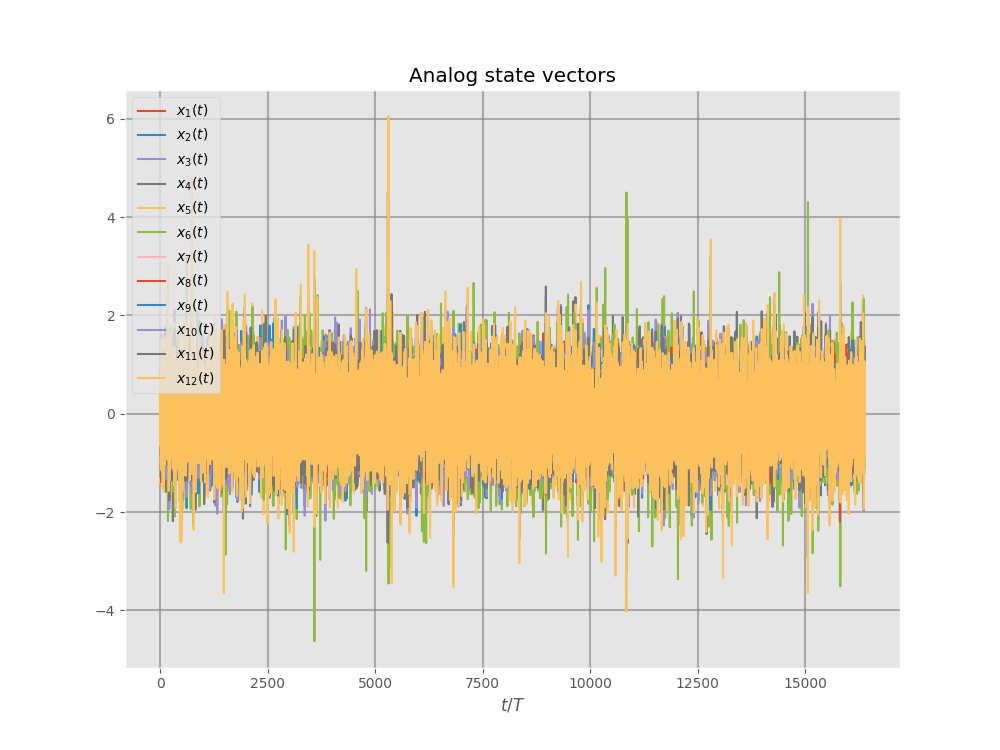 Analog state vectors
6
4
2
0
−2
−4
x₁(t)
x₂(t)
x₃(t)
x₄(t)
x₅(t)
x₆(t)
x₇(t)
x₈(t)
x₉(t)
x₁₀(t)
x₁₁(t)
x₁₂(t)
0 2500 5000 7500 10000 12500 15000
t/T